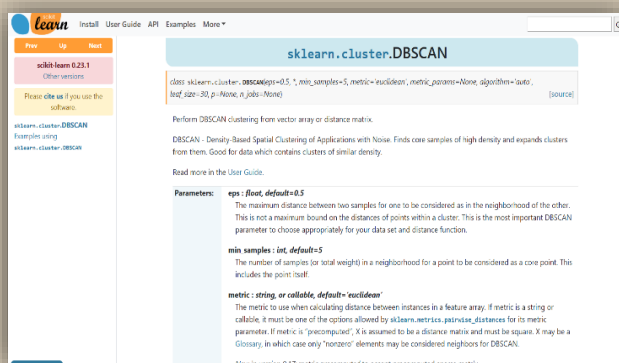 scikit
learn
Install User Guide API Examples More
Prev Up Next
scikit-learn 0.23.1
Other versions
Please cite us if you use the
software.
sklearn.cluster.DBSCAN
Examples using
sklearn.cluster.DBSCAN
sklearn.cluster.DBSCAN
class sklearn.cluster.DBSCAN(eps=0.5, *, min_samples=5, metric='euclidean', metric_params=None, algorithm='auto',
leaf_size=30, p=None, n_jobs=None)
[source]
Perform DBSCAN clustering from vector array or distance matrix.
DBSCAN - Density-Based Spatial Clustering of Applications with Noise. Finds core samples of high density and expands clusters
from them. Good for data which contains clusters of similar density.
Read more in the User Guide.
Parameters: eps : float, default=0.5
The maximum distance between two samples for one to be considered as in the neighborhood of the other.
This is not a maximum bound on the distances of points within a cluster. This is the most important DBSCAN
parameter to choose appropriately for your data set and distance function.
min_samples : int, default=5
The number of samples (or total weight) in a neighborhood for a point to be considered as a core point. This
includes the point itself.
metric : string, or callable, default='euclidean'
The metric to use when calculating distance between instances in a feature array. If metric is a string or
callable, it must be one of the options allowed by sklearn.metrics.pairwise_distances for its metric
parameter. If metric is "precomputed", X is assumed to be a distance matrix and must be square. X may be a
Glossary, in which case only "nonzero" elements may be considered neighbors for DBSCAN.